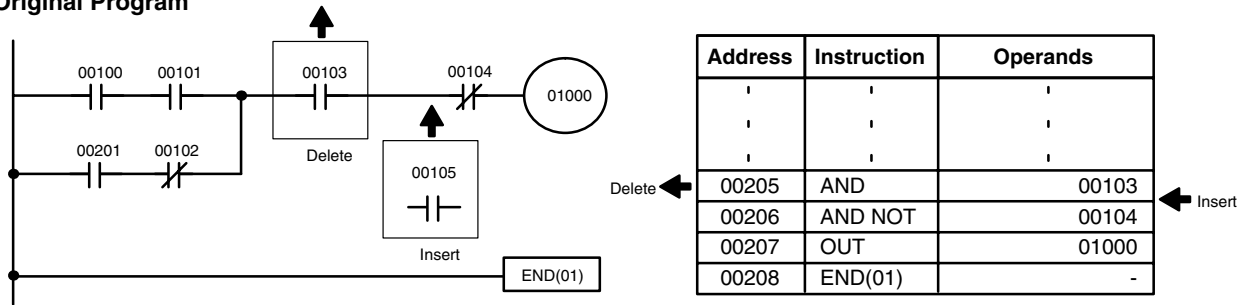 Original Program
00100 00101 00103 00104
01000
00201 00102
Delete
00105
Insert
END(01)
Address Instruction Operands
Delete 00205 AND 00103 Insert
00206 AND NOT 00104
00207 OUT 01000
00208 END(01) -